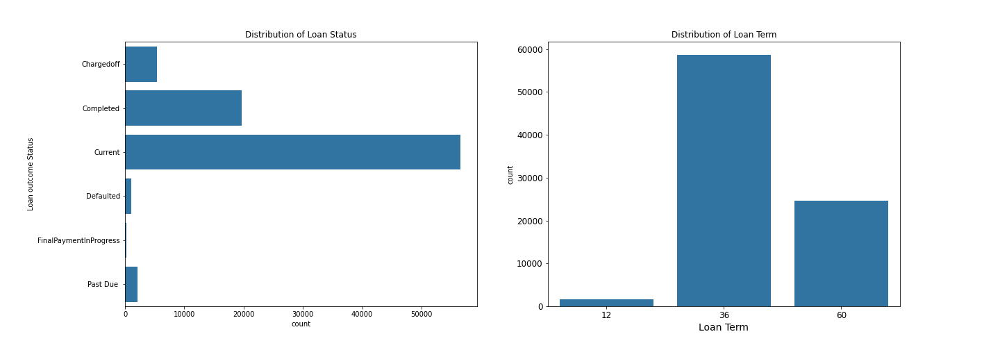 Distribution of Loan Status
Loan outcome Status
Chargedoff
Completed
Current
Defaulted
FinalPaymentInProgress
Past Due
0 10000 20000 30000 40000 50000
count
Distribution of Loan Term
count
60000
50000
40000
30000
20000
10000
0
12 36 60
Loan Term